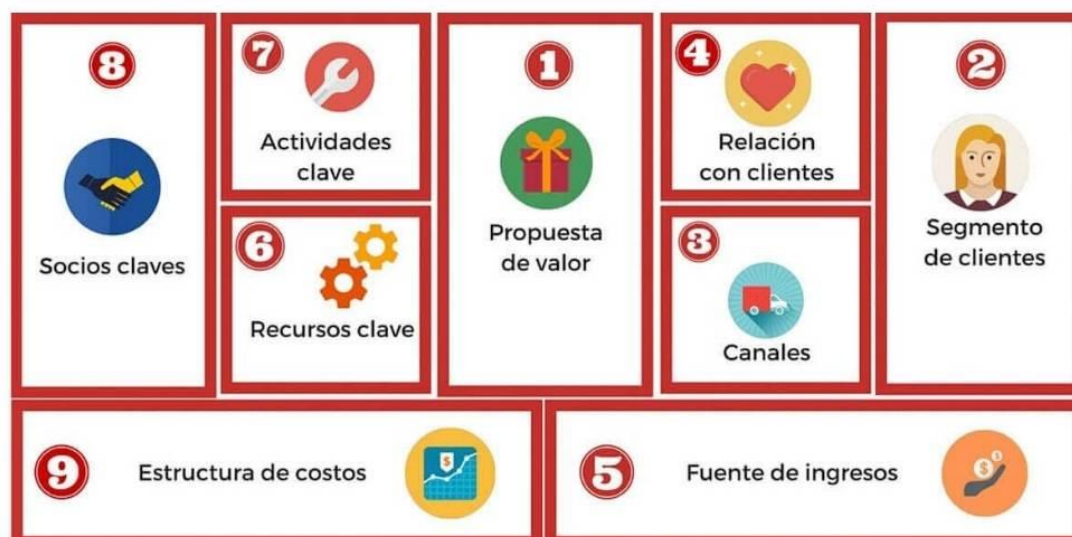 8
Socios claves
7
Actividades
clave
6
Recursos clave
1
Propuesta
de valor
4
Relación
con clientes
3
Canales
2
Segmento
de clientes
9
Estructura de costos
$
5
Fuente de ingresos
$
$